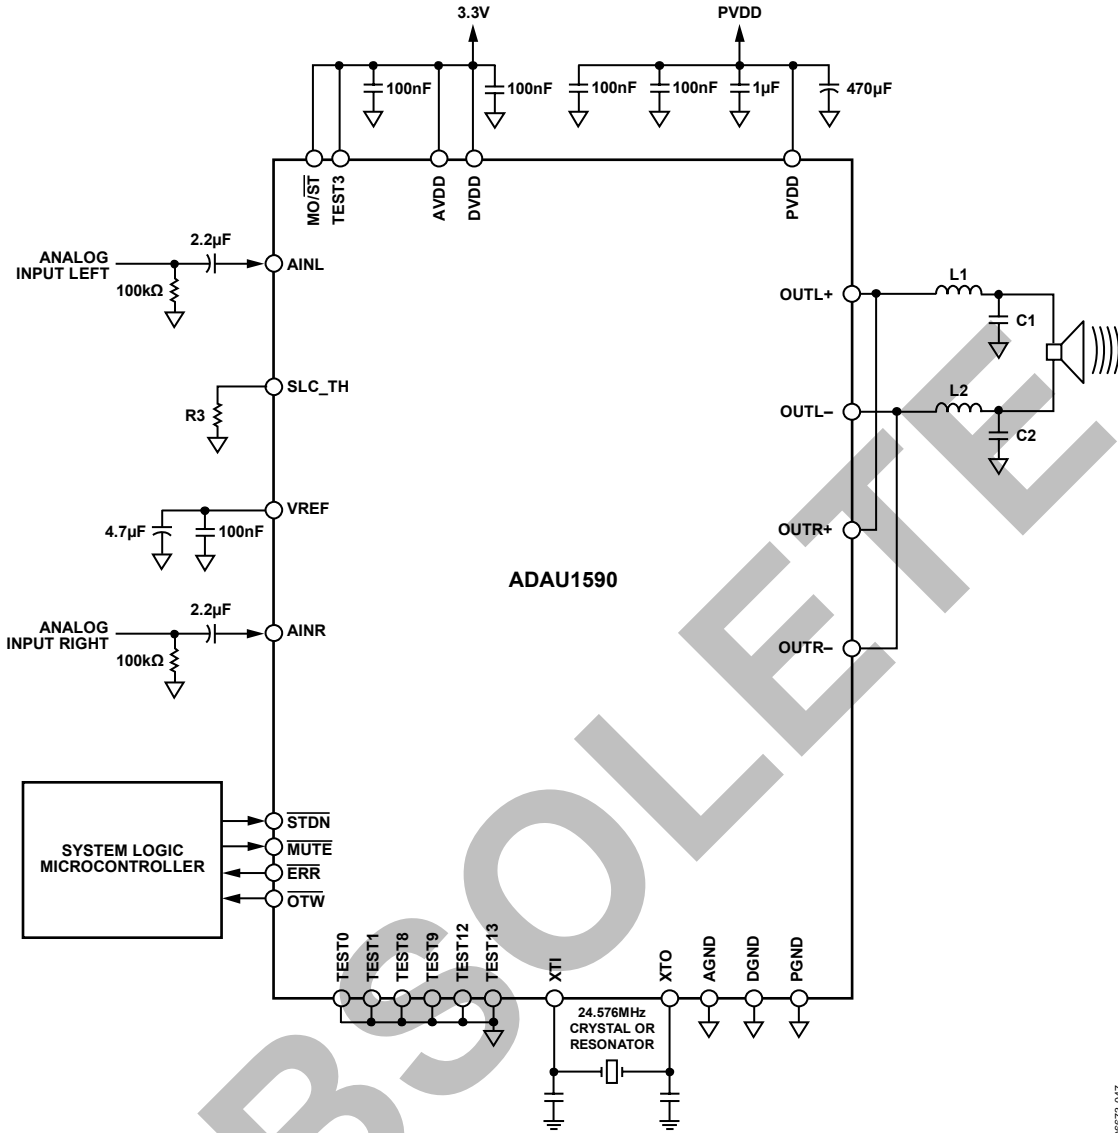 3.3V
PVDD
100nF
100nF
100nF
100nF
1µF
470µF
MO/ST
TEST3
AVDD
DVDD
PVDD
ANALOG
INPUT LEFT
2.2µF
100kΩ
AINL
OUTL+
L1
C1
SLC_TH
R3
OUTL–
L2
C2
VREF
4.7µF
100nF
OUTR+
ADAU1590
ANALOG
INPUT RIGHT
2.2µF
100kΩ
AINR
OUTR–
SYSTEM LOGIC
MICROCONTROLLER
STDN
MUTE
ERR
OTW
TEST0
TEST1
TEST8
TEST9
TEST12
TEST13
XTI
XTO
AGND
DGND
PGND
24.576MHz
CRYSTAL OR
RESONATOR
BSOLETE